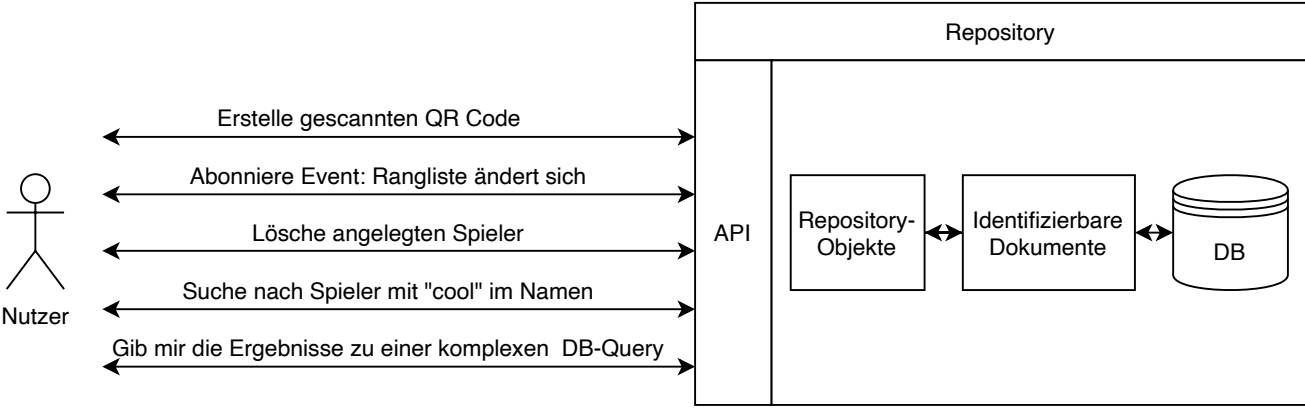 Repository
Erstelle gescannten QR Code
Abonniere Event: Rangliste ändert sich
Lösche angelegten Spieler
Suche nach Spieler mit "cool" im Namen
Gib mir die Ergebnisse zu einer komplexen DB-Query
Nutzer
API
Repository-
Objekte
Identifizierbare
Dokumente
DB